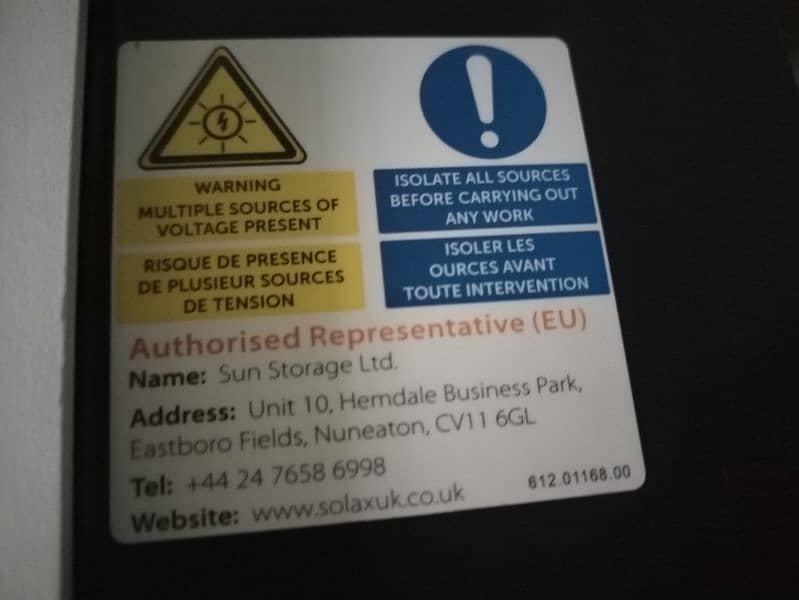 WARNING
MULTIPLE SOURCES OF
VOLTAGE PRESENT
ISOLATE ALL SOURCES
BEFORE CARRYING OUT
ANY WORK
RISQUE DE PRESENCE
DE PLUSIEUR SOURCES
DE TENSION
ISOLER LES
OURCES AVANT
TOUTE INTERVENTION
Authorised Representative (EU)
Name: Sun Storage Ltd.
Address: Unit 10, Hemdale Business Park,
Eastboro Fields, Nuneaton, CV11 6GL
Tel: +44 24 7658 6998
Website: www.solaxuk.co.uk
612.01168.00